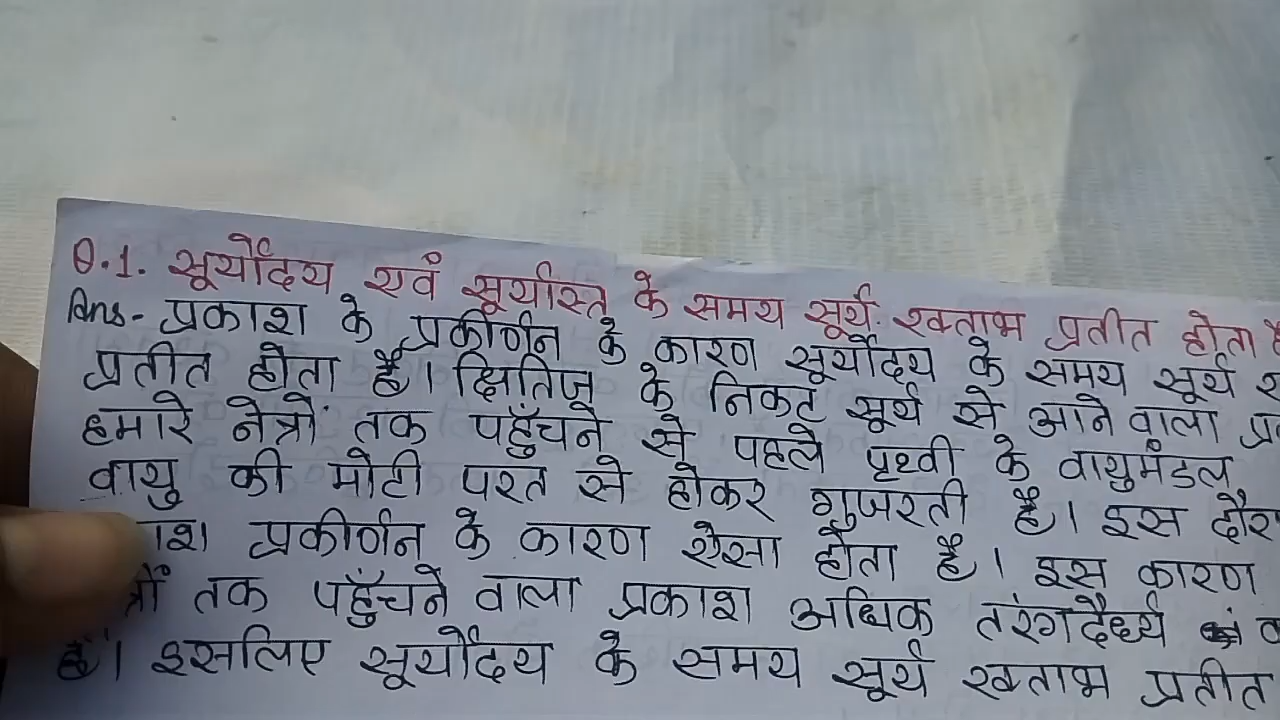 Q.1. सूर्योदय एवं सूर्यास्त के समय सूर्य रक्ताभ प्रतीत होता
Ans- प्रकाश के प्रकीर्णन के कारण सूर्योदय के समय सूर्य
प्रतीत होता है। क्षितिज के निकट सूर्य से आने वाला
हमारे नेत्रों तक पहुँचने से पहले पृथ्वी के वायुमंडल
वायु की मोटी परत से होकर गुजरती है। इस
प्रकीर्णन के कारण ऐसा होता है। इस कारण
तक पहुँचने वाला प्रकाश अधिक तरंगदैर्ध्य
है। इसलिए सूर्योदय के समय सूर्य रक्ताभ प्रतीत